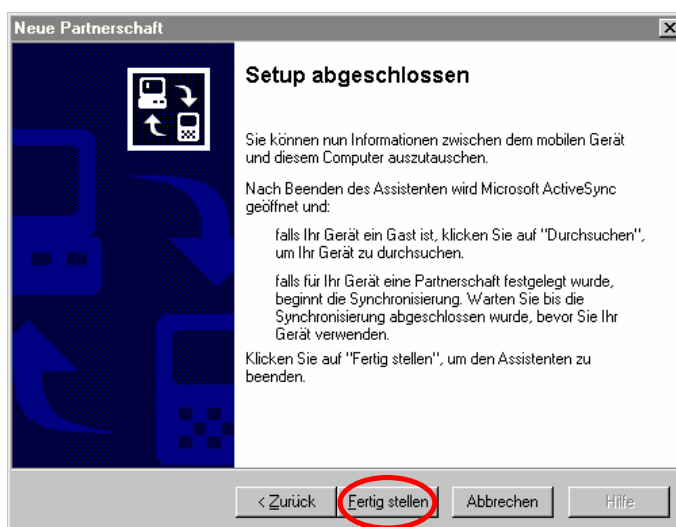 Neue Partnerschaft
Setup abgeschlossen
Sie können nun Informationen zwischen dem mobilen Gerät
und diesem Computer auszutauschen.
Nach Beenden des Assistenten wird Microsoft ActiveSync
geöffnet und:
falls Ihr Gerät ein Gast ist, klicken Sie auf "Durchsuchen",
um Ihr Gerät zu durchsuchen.
falls für Ihr Gerät eine Partnerschaft festgelegt wurde,
beginnt die Synchronisierung. Warten Sie bis die
Synchronisierung abgeschlossen wurde, bevor Sie Ihr
Gerät verwenden.
Klicken Sie auf "Fertig stellen", um den Assistenten zu
beenden.
< Zurück Fertig stellen Abbrechen Hilfe